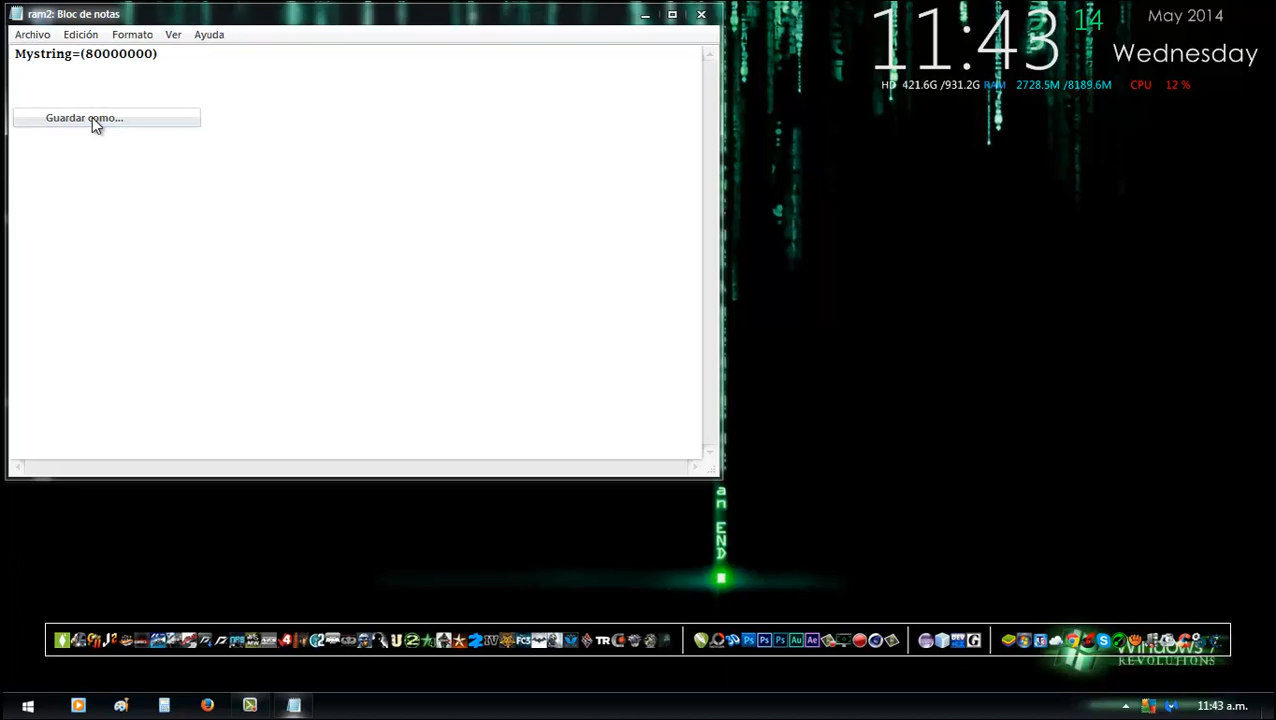 ram2: Bloc de notas
Archivo Edición Formato Ver Ayuda
Mystring=(80000000)
Guardar como...
11:43 14 May 2014
Wednesday
HD 421.6G /931.2G RAM 2728.5M /8189.6M CPU 12 %
an END
Windows 7
REVOLUTIONS
11:43 a.m.